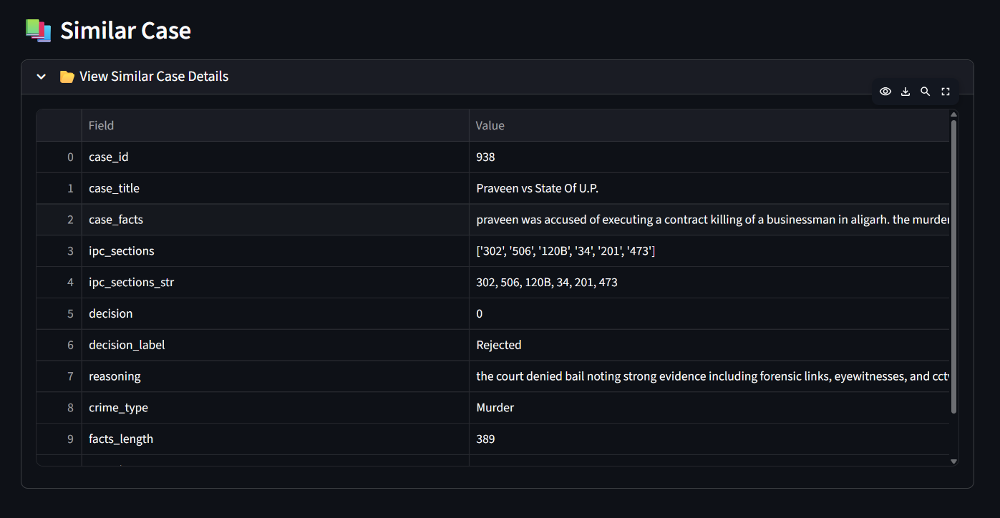 Similar Case
View Similar Case Details
Field Value
0 case_id 938
1 case_title Praveen vs State Of U.P.
2 case_facts praveen was accused of executing a contract killing of a businessman in aligarh. the murder
3 ipc_sections ['302', '506', '120B', '34', '201', '473']
4 ipc_sections_str 302, 506, 120B, 34, 201, 473
5 decision 0
6 decision_label Rejected
7 reasoning the court denied bail noting strong evidence including forensic links, eyewitnesses, and cctv
8 crime_type Murder
9 facts_length 389